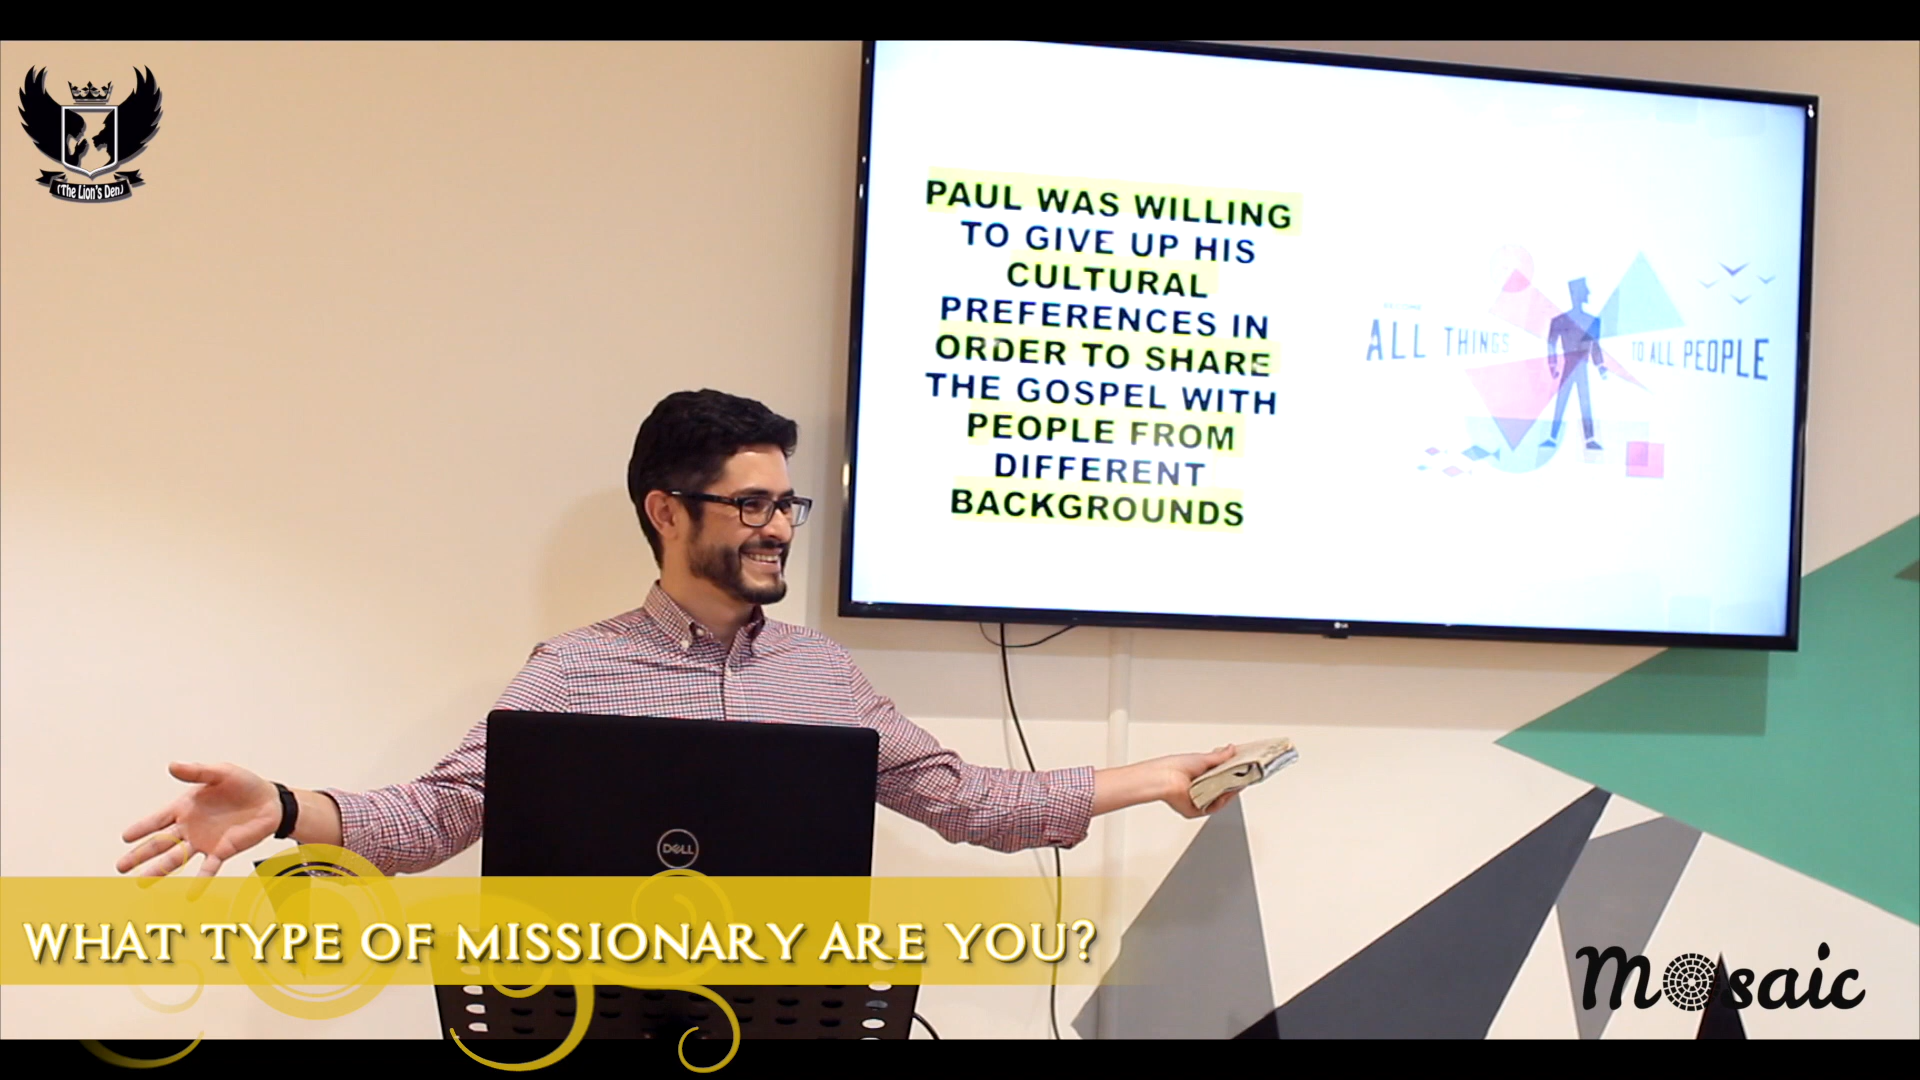 (The Lion's Den)
PAUL WAS WILLING
TO GIVE UP HIS
CULTURAL
PREFERENCES IN
ORDER TO SHARE
THE GOSPEL WITH
PEOPLE FROM
DIFFERENT
BACKGROUNDS
ALL THINGS
TO ALL PEOPLE
DELL
WHAT TYPE OF MISSIONARY ARE YOU?
Mosaic